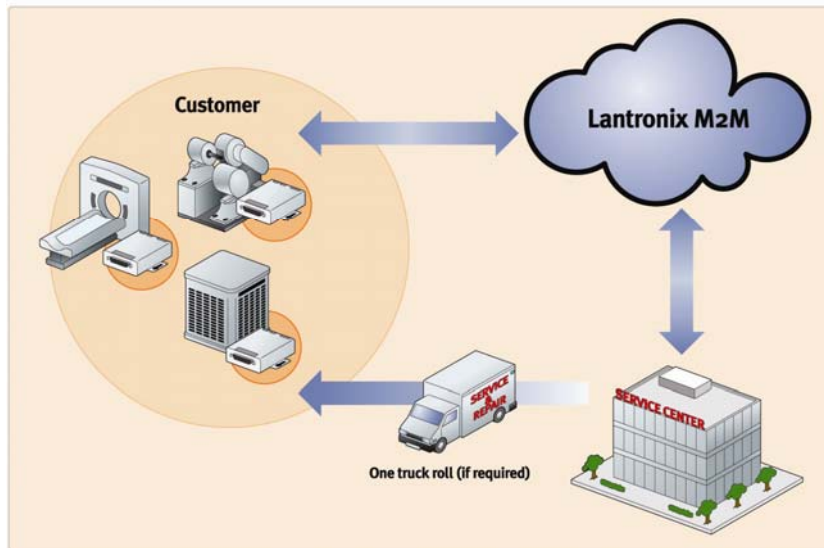 Customer
Lantronix M2M
SERVICE
&
REPAIR
SERVICE CENTER
One truck roll (if required)